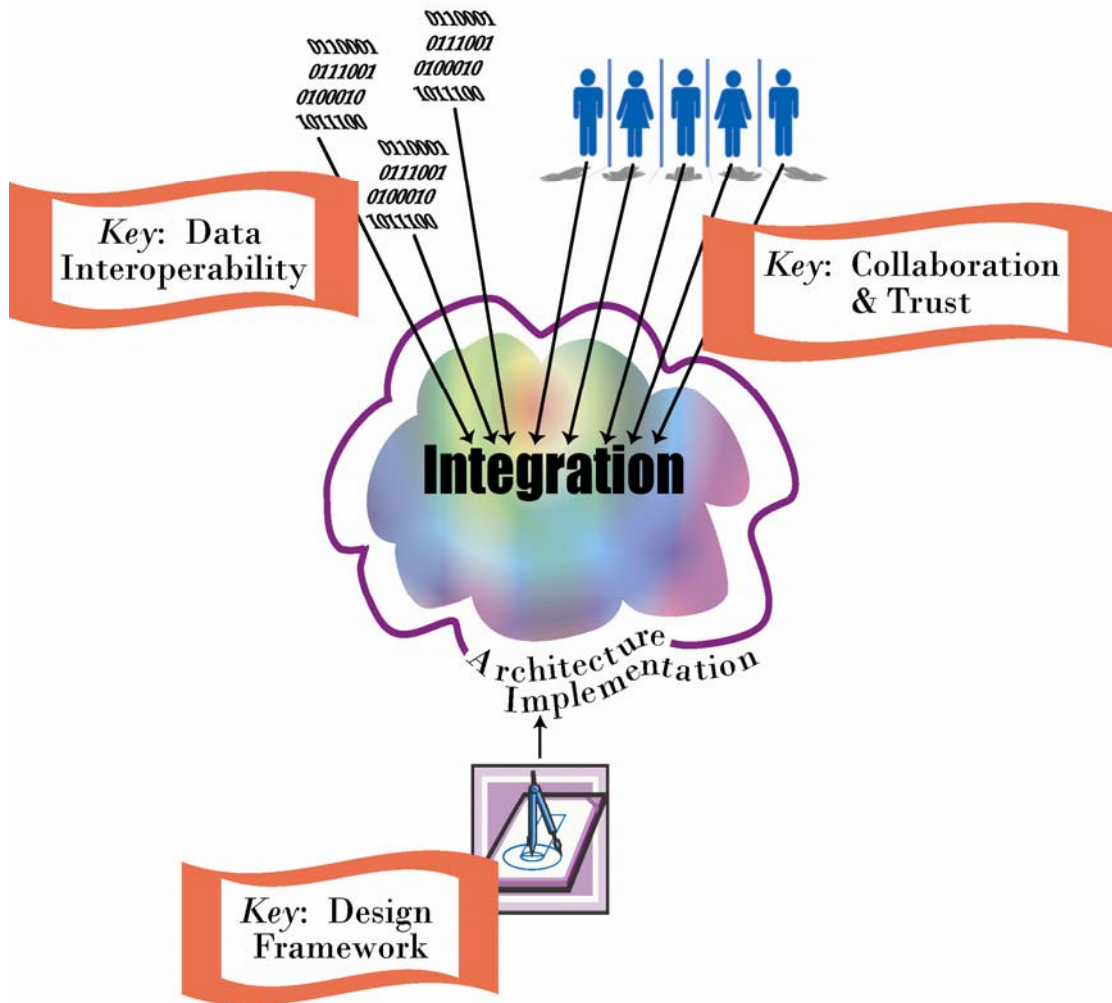 0110001
0111001
0100010
1011100
0110001
0111001
0100010
1011100
0110001
0111001
0100010
1011100
Key: Data
Interoperability
Key: Collaboration
& Trust
Integration
Architecture
Implementation
Key: Design
Framework